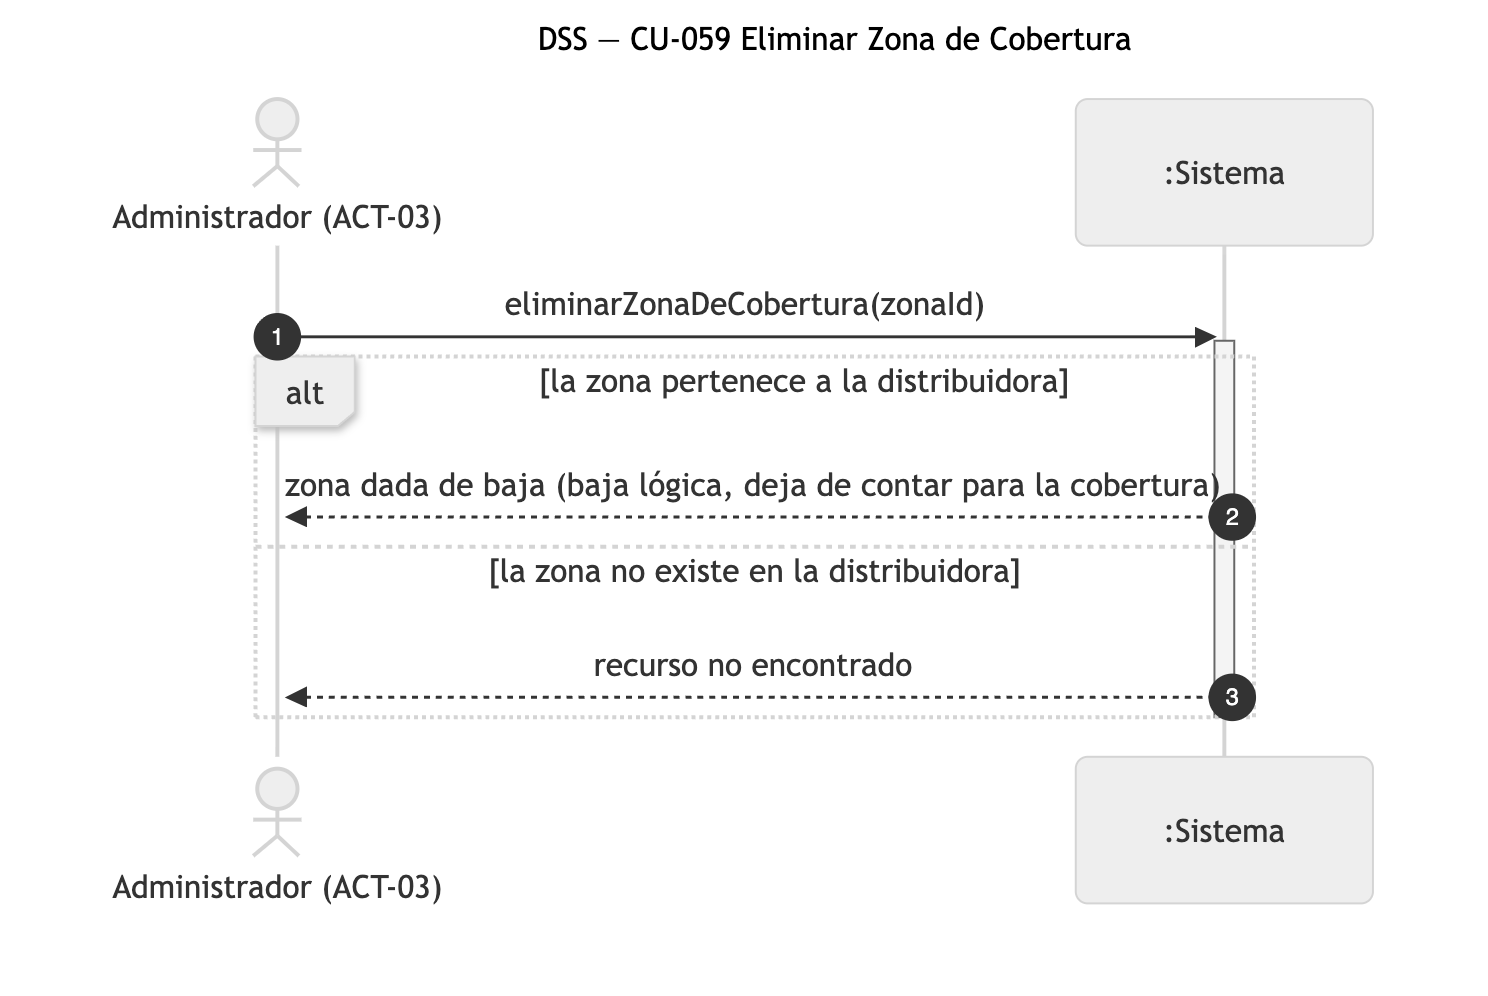 DSS — CU-059 Eliminar Zona de Cobertura
:Sistema
Administrador (ACT-03)
eliminarZonaDeCobertura(zonaId)
1
alt
[la zona pertenece a la distribuidora]
zona dada de baja (baja lógica, deja de contar para la cobertura)
2
[la zona no existe en la distribuidora]
recurso no encontrado
3
:Sistema
Administrador (ACT-03)